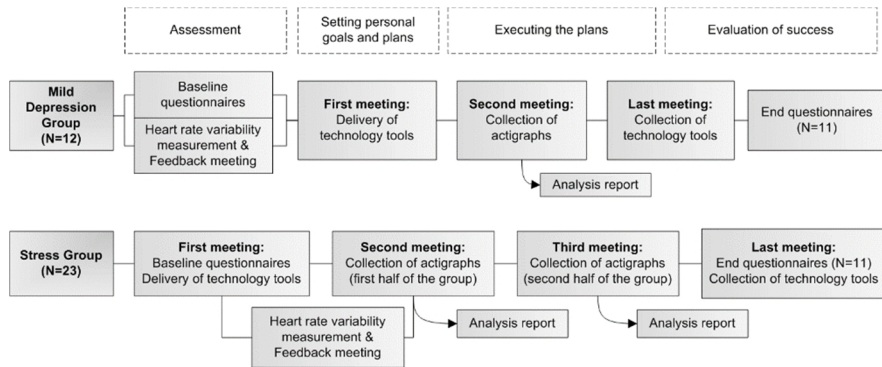 Assessment
Setting personal
goals and plans
Executing the plans
Evaluation of success
Mild
Depression
Group
(N=12)
Baseline
questionnaires
Heart rate variability
measurement &
Feedback meeting
First meeting:
Delivery of
technology tools
Second meeting:
Collection of
actigraphs
Analysis report
Last meeting:
Collection of
technology tools
End questionnaires
(N=11)
Stress Group
(N=23)
First meeting:
Baseline questionnaires
Delivery of technology tools
Heart rate variability
measurement &
Feedback meeting
Second meeting:
Collection of actigraphs
(first half of the group)
Analysis report
Third meeting:
Collection of actigraphs
(second half of the group)
Analysis report
Last meeting:
End questionnaires (N=11)
Collection of technology tools